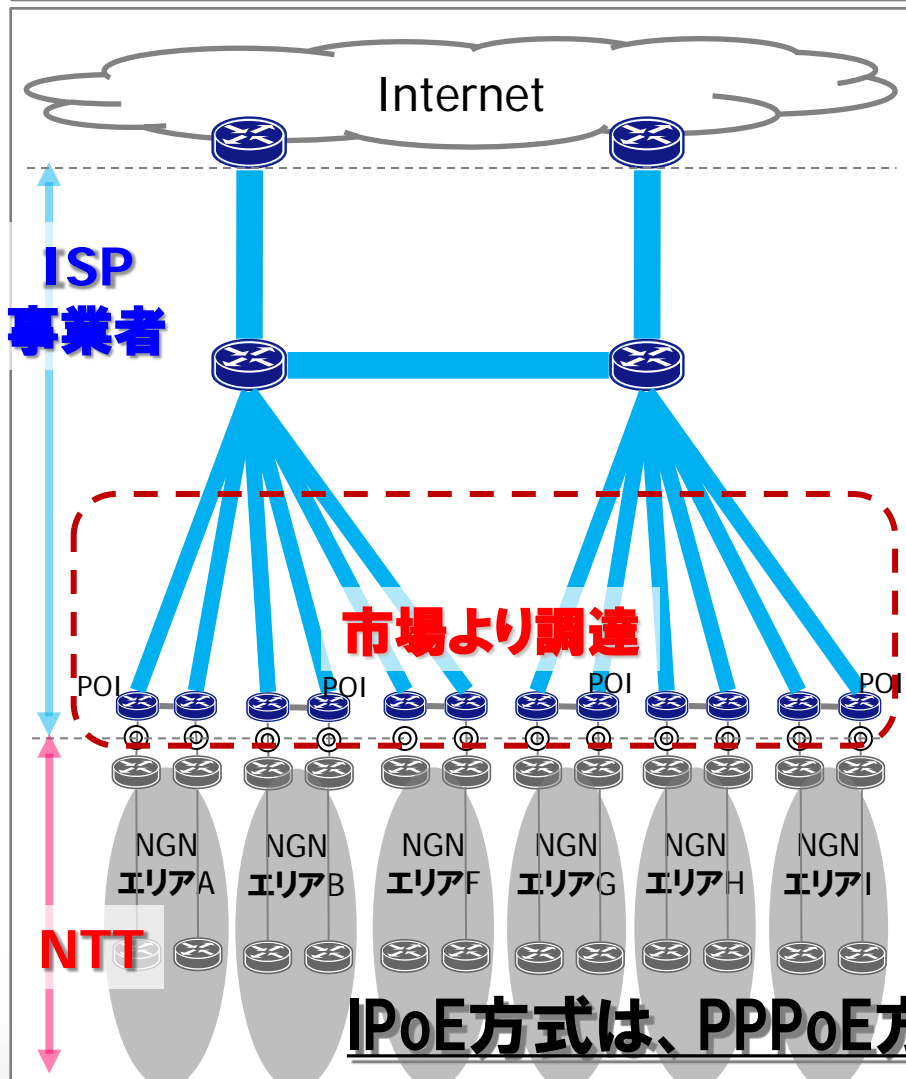 Internet
ISP
事業者
市場より調達
POI
POI
POI
POI
NGN
エリアA
NGN
エリアB
NGN
エリアF
NGN
エリアG
NGN
エリアH
NGN
エリアI
NTT
IPoE方式は、PPPoE方